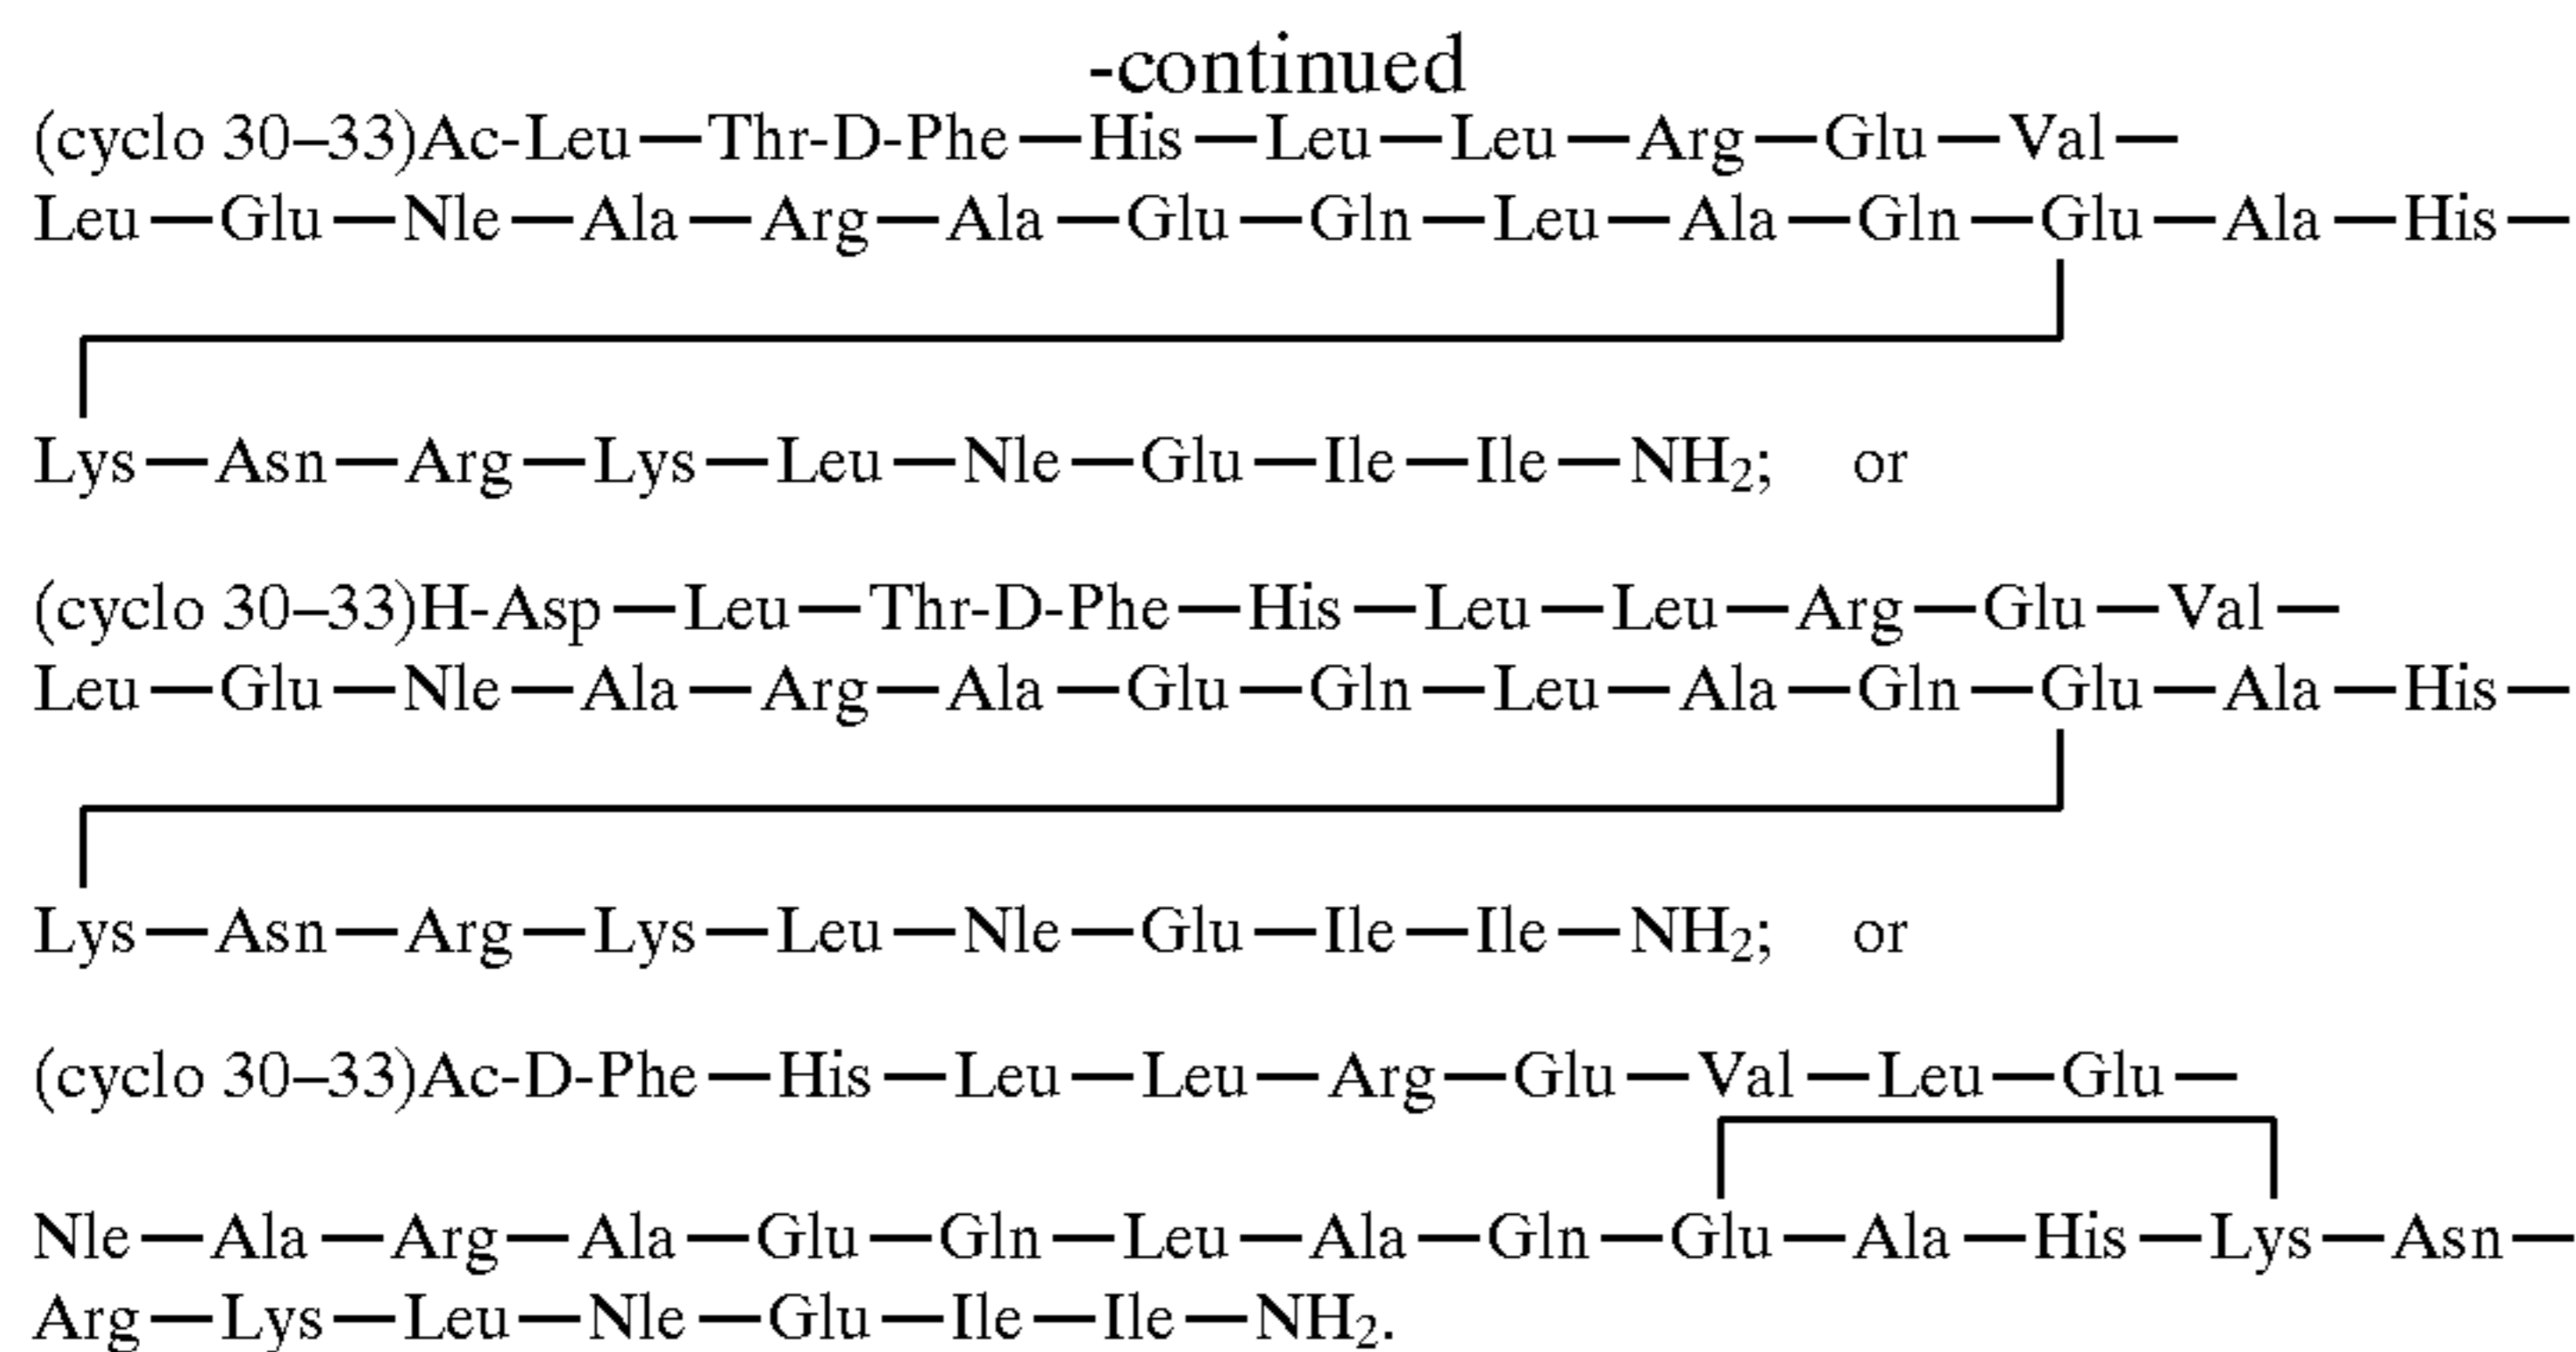 -continued
(cyclo 30–33)Ac-Leu—Thr-D-Phe—His—Leu—Leu—Arg—Glu—Val—
Leu—Glu—Nle—Ala—Arg—Ala—Glu—Gln—Leu—Ala—Gln—Glu—Ala—His—
Lys—Asn—Arg—Lys—Leu—Nle—Glu—Ile—Ile—NH₂; or
(cyclo 30–33)H-Asp—Leu—Thr-D-Phe—His—Leu—Leu—Arg—Glu—Val—
Leu—Glu—Nle—Ala—Arg—Ala—Glu—Gln—Leu—Ala—Gln—Glu—Ala—His—
Lys—Asn—Arg—Lys—Leu—Nle—Glu—Ile—Ile—NH₂; or
(cyclo 30–33)Ac-D-Phe—His—Leu—Leu—Arg—Glu—Val—Leu—Glu—
Nle—Ala—Arg—Ala—Glu—Gln—Leu—Ala—Gln—Glu—Ala—His—Lys—Asn—
Arg—Lys—Leu—Nle—Glu—Ile—Ile—NH₂.